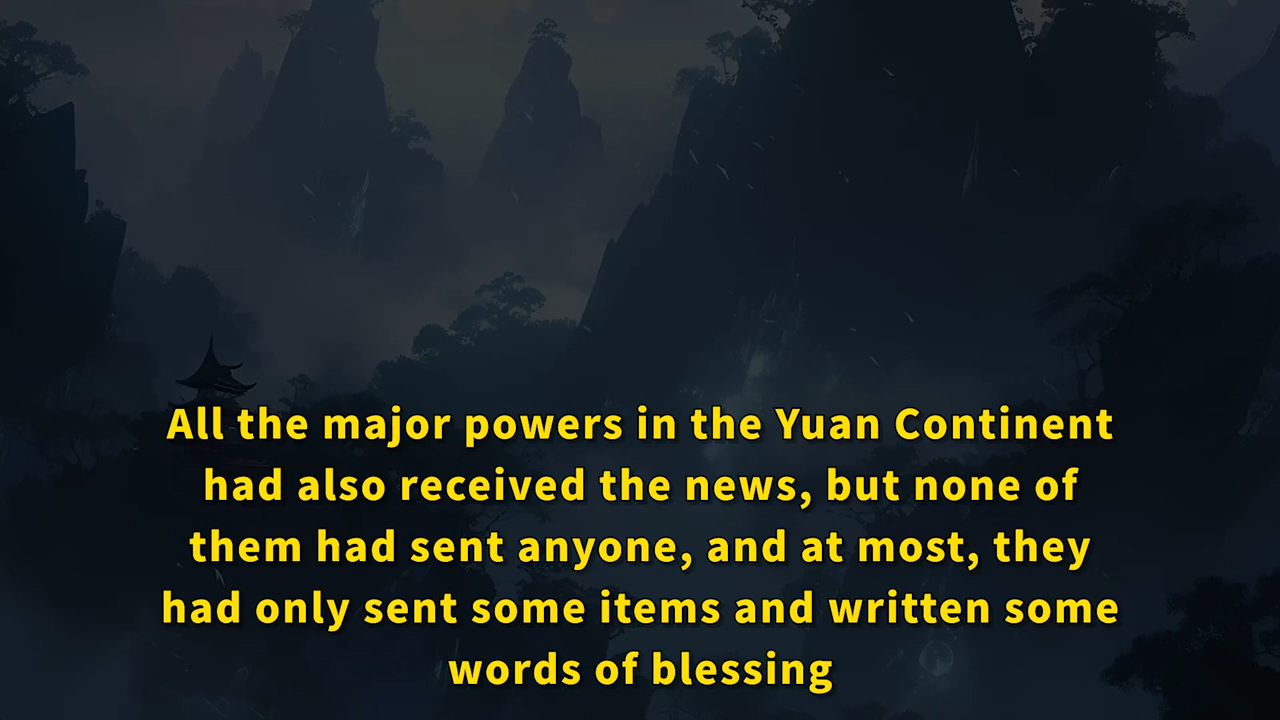 All the major powers in the Yuan Continent
had also received the news, but none of
them had sent anyone, and at most, they
had only sent some items and written some
words of blessing